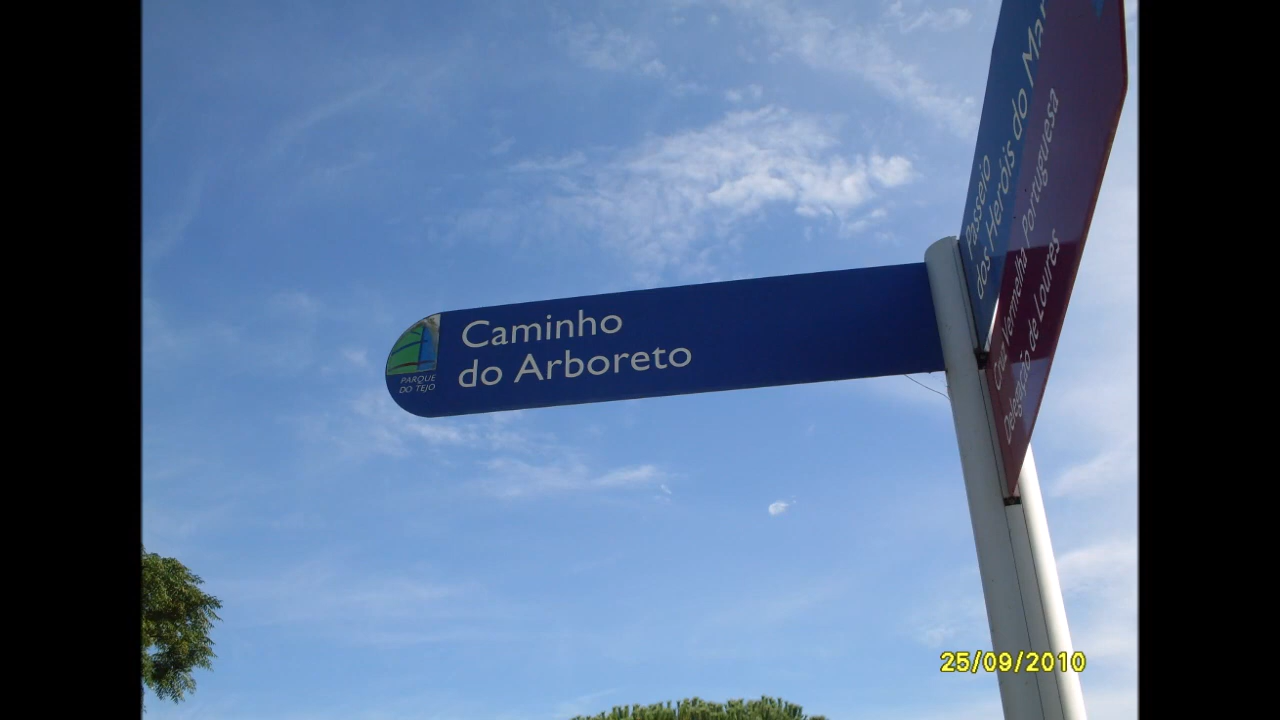 Caminho
do Arboreto
PARQUE
DO TEJO
Passeio
dos Heróis do Mar
Cruz Vermelha Portuguesa
Delegação de Loures
25/09/2010